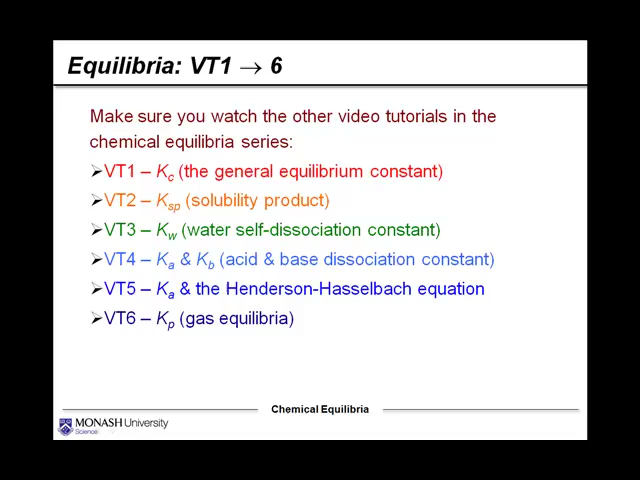 Equilibria: VT1 → 6
Make sure you watch the other video tutorials in the
chemical equilibria series:
➢VT1 – Kc (the general equilibrium constant)
➢VT2 – Ksp (solubility product)
➢VT3 – Kw (water self-dissociation constant)
➢VT4 – Ka & Kb (acid & base dissociation constant)
➢VT5 – Ka & the Henderson-Hasselbach equation
➢VT6 – Kp (gas equilibria)
Chemical Equilibria
MONASH University
Science